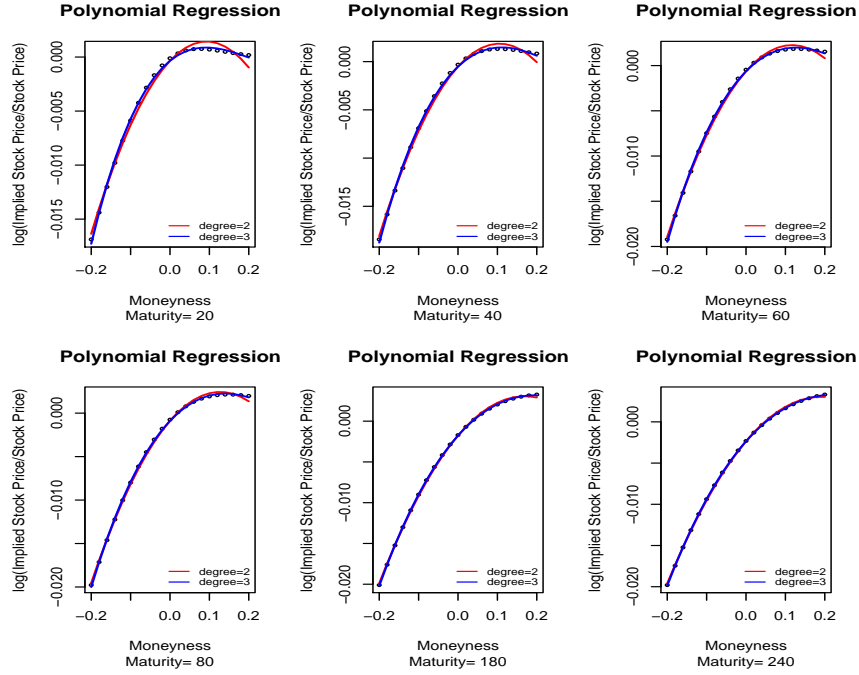 Polynomial Regression
log(Implied Stock Price/Stock Price)
0.000
−0.005
−0.010
−0.015
degree=2
degree=3
−0.2
0.0
0.1
0.2
Moneyness
Maturity= 20
Polynomial Regression
log(Implied Stock Price/Stock Price)
0.000
−0.005
−0.015
degree=2
degree=3
−0.2
0.0
0.1
0.2
Moneyness
Maturity= 40
Polynomial Regression
log(Implied Stock Price/Stock Price)
0.000
−0.005
−0.010
−0.020
degree=2
degree=3
−0.2
0.0
0.1
0.2
Moneyness
Maturity= 60
Polynomial Regression
log(Implied Stock Price/Stock Price)
0.000
−0.010
−0.020
degree=2
degree=3
−0.2
0.0
0.1
0.2
Moneyness
Maturity= 80
Polynomial Regression
log(Implied Stock Price/Stock Price)
0.000
−0.010
−0.020
degree=2
degree=3
−0.2
0.0
0.1
0.2
Moneyness
Maturity= 180
Polynomial Regression
log(Implied Stock Price/Stock Price)
0.000
−0.010
−0.020
degree=2
degree=3
−0.2
0.0
0.1
0.2
Moneyness
Maturity= 240